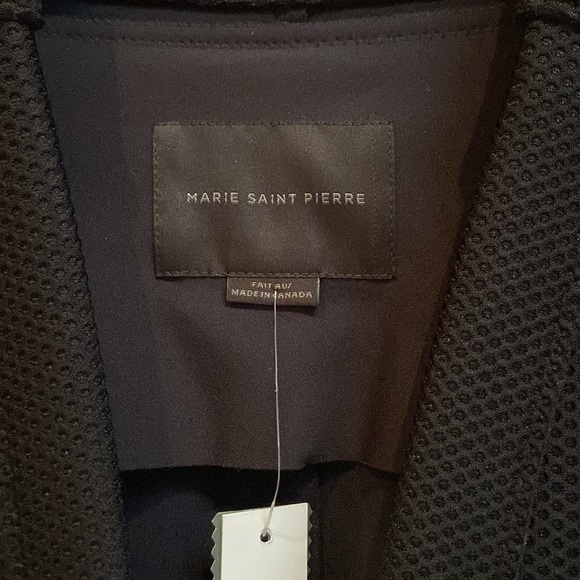 MARIE SAINT PIERRE
FAIT AU/
MADE IN CANADA